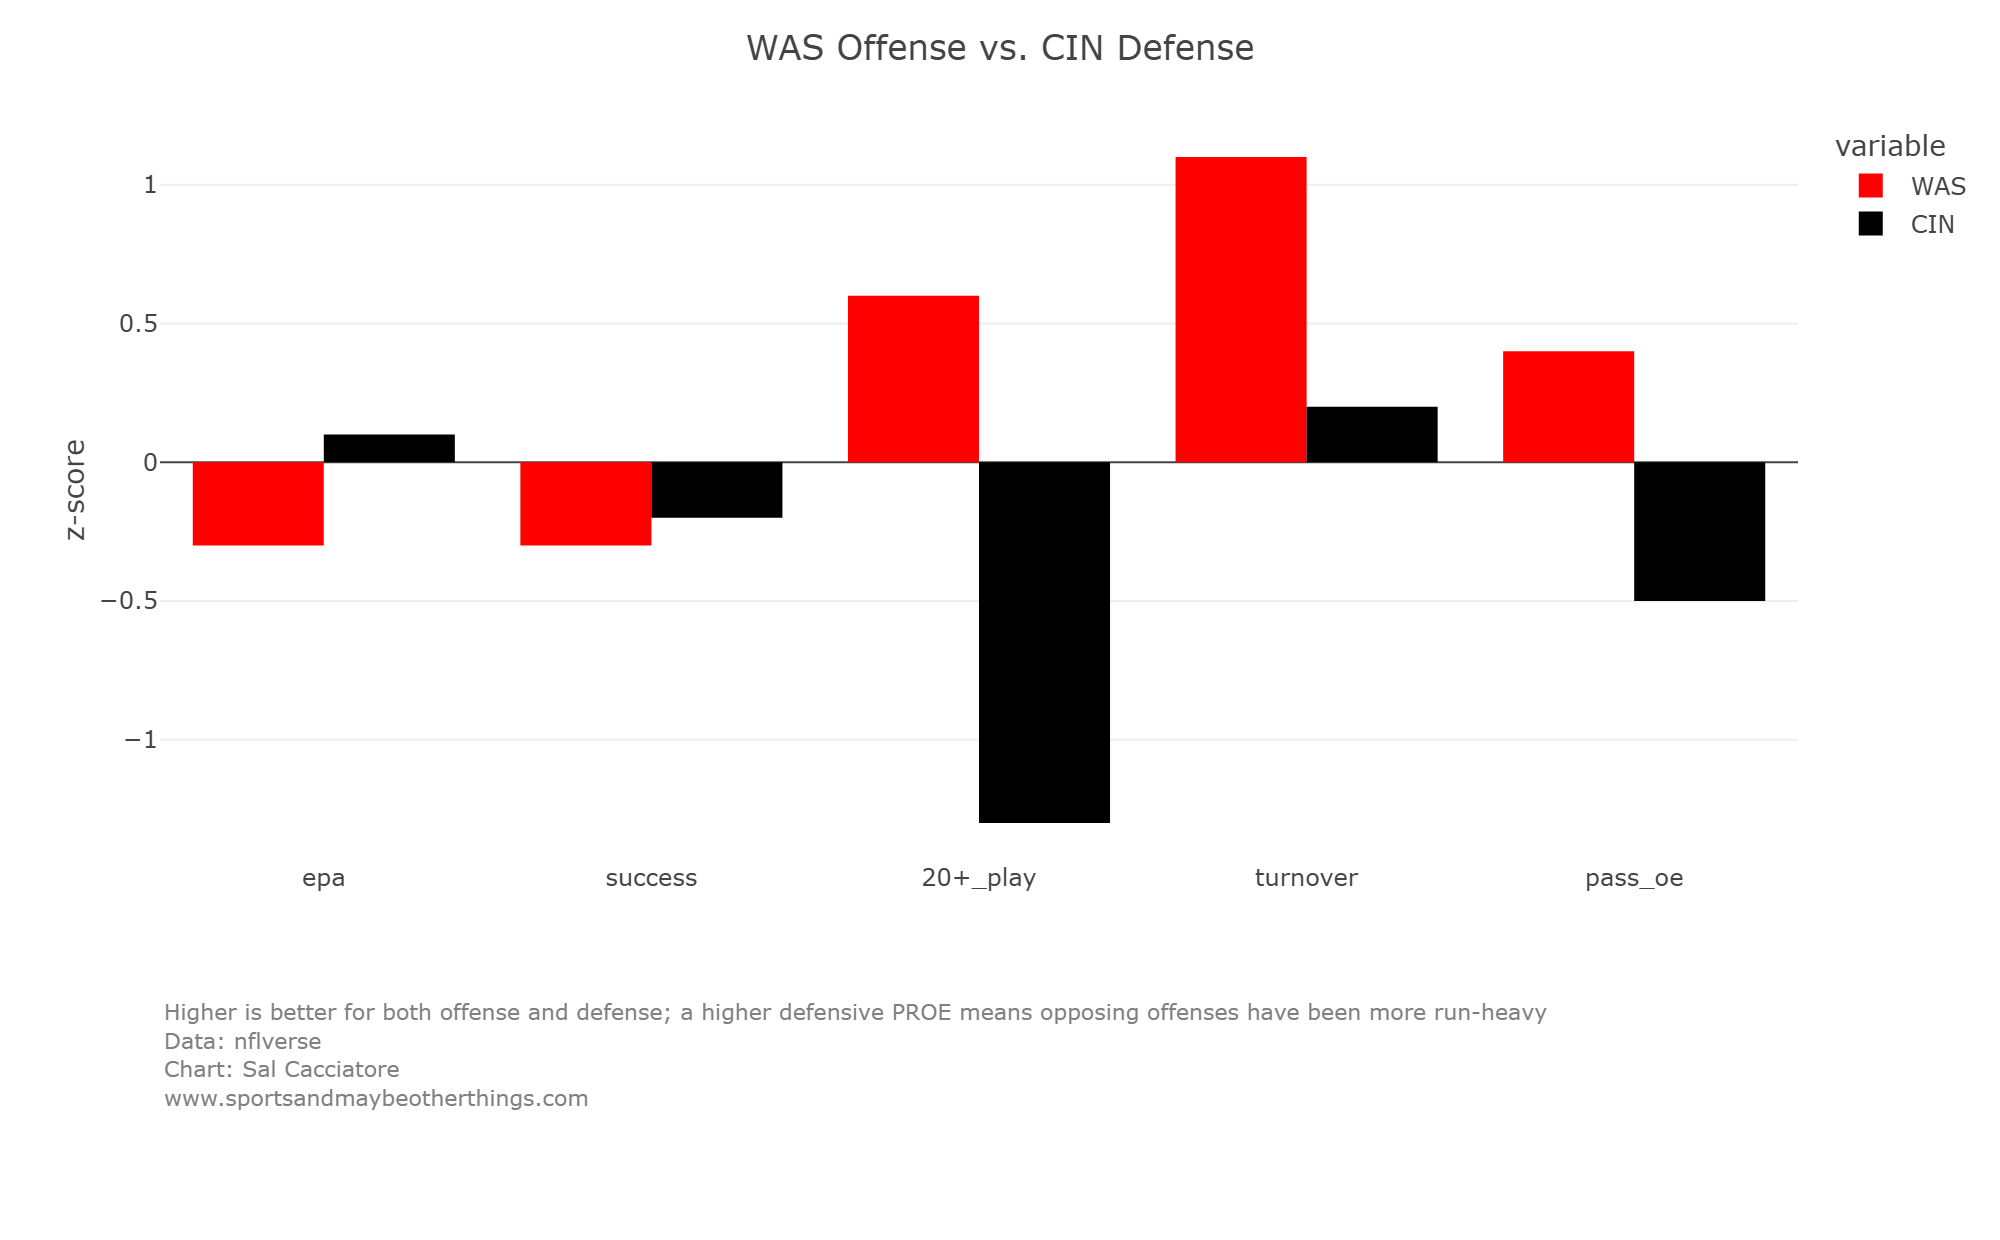 WAS Offense vs. CIN Defense
variable
WAS
CIN
1
0.5
0
−0.5
−1
z-score
epa
success
20+_play
turnover
pass_oe
Higher is better for both offense and defense; a higher defensive PROE means opposing offenses have been more run-heavy
Data: nflverse
Chart: Sal Cacciatore
www.sportsandmaybeotherthings.com